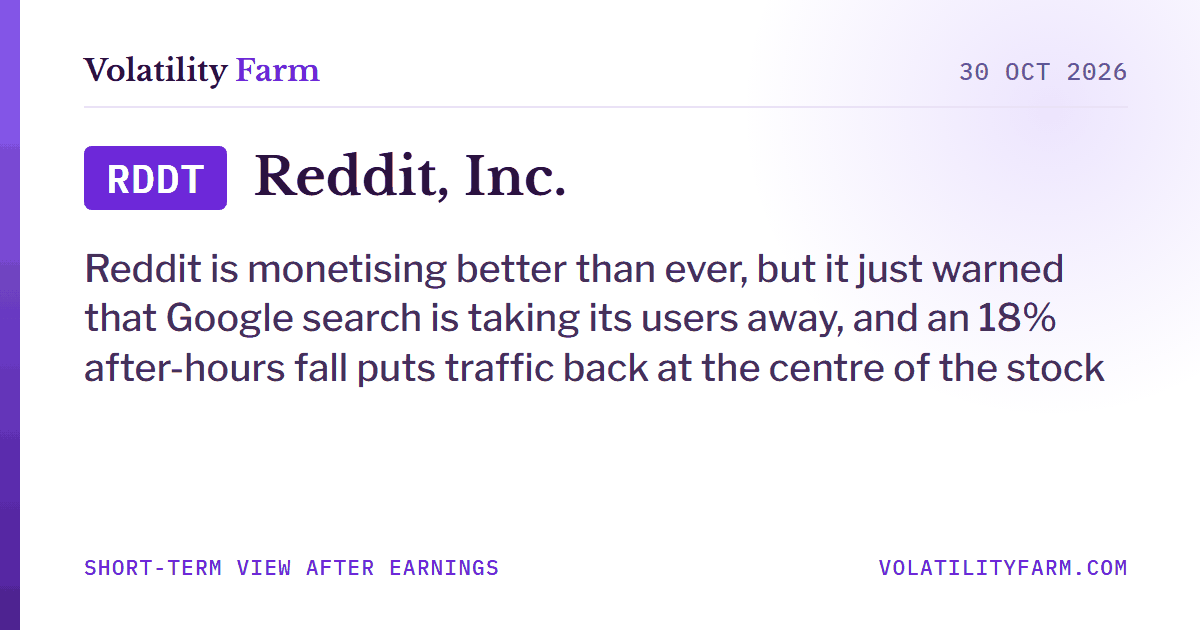 Volatility Farm
30 OCT 2026
RDDT Reddit, Inc.
Reddit is monetising better than ever, but it just warned
that Google search is taking its users away, and an 18%
after-hours fall puts traffic back at the centre of the stock
SHORT-TERM VIEW AFTER EARNINGS
VOLATILITYFARM.COM